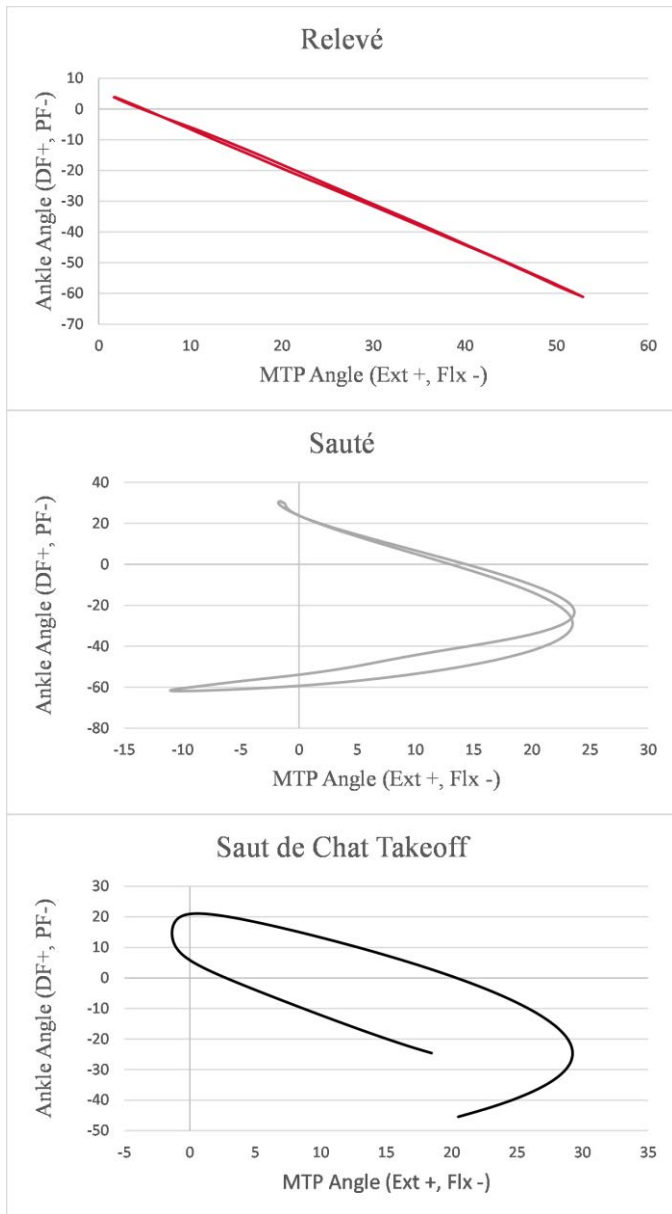 Relevé
Ankle Angle (DF+, PF-)
10
0
-10
-20
-30
-40
-50
-60
-70
0 10 20 30 40 50 60
MTP Angle (Ext +, Flx -)
Sauté
Ankle Angle (DF+, PF-)
40
20
0
-20
-40
-60
-80
-15 -10 -5 0 5 10 15 20 25 30
MTP Angle (Ext +, Flx -)
Saut de Chat Takeoff
Ankle Angle (DF+, PF-)
30
20
10
0
-10
-20
-30
-40
-50
-5 0 5 10 15 20 25 30 35
MTP Angle (Ext +, Flx -)